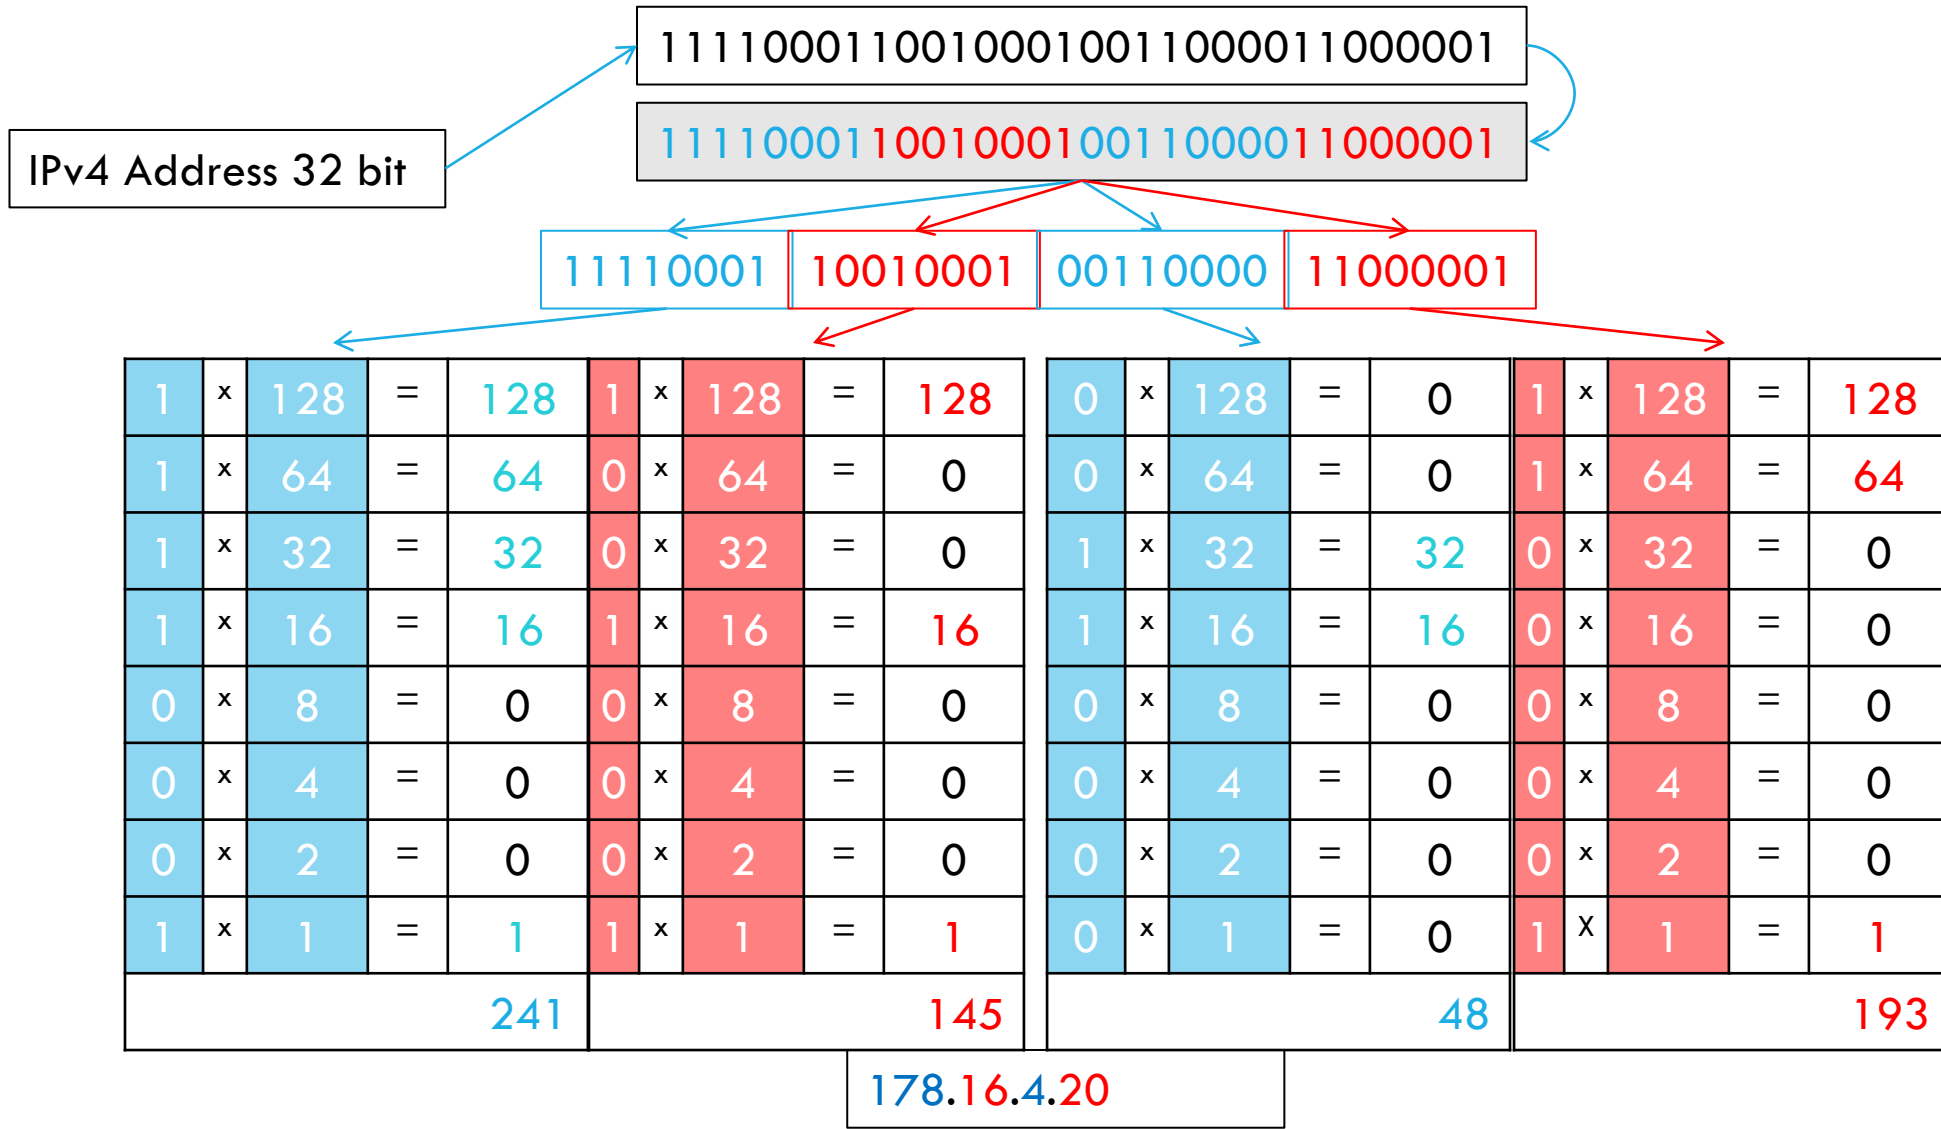 11110001100100010011000011000001
IPv4 Address 32 bit
11110001100100010011000011000001
11110001 10010001 00110000 11000001
1 x 128 = 128 1 x 128 = 128 0 x 128 = 0 1 x 128 = 128
1 x 64 = 64 0 x 64 = 0 0 x 64 = 0 1 x 64 = 64
1 x 32 = 32 0 x 32 = 0 1 x 32 = 32 0 x 32 = 0
1 x 16 = 16 1 x 16 = 16 1 x 16 = 16 0 x 16 = 0
0 x 8 = 0 0 x 8 = 0 0 x 8 = 0 0 x 8 = 0
0 x 4 = 0 0 x 4 = 0 0 x 4 = 0 0 x 4 = 0
0 x 2 = 0 0 x 2 = 0 0 x 2 = 0 0 x 2 = 0
1 x 1 = 1 1 x 1 = 1 0 x 1 = 0 1 X 1 = 1
241 145 48 193
178.16.4.20